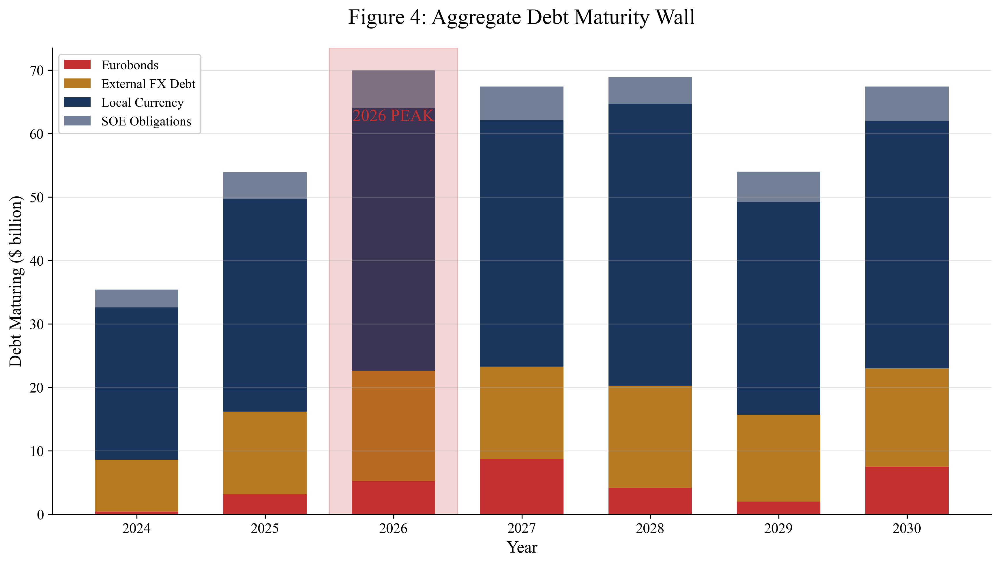 Figure 4: Aggregate Debt Maturity Wall
Eurobonds
External FX Debt
Local Currency
SOE Obligations
2026 PEAK
Debt Maturing ($ billion)
70
60
50
40
30
20
10
0
2024 2025 2026 2027 2028 2029 2030
Year